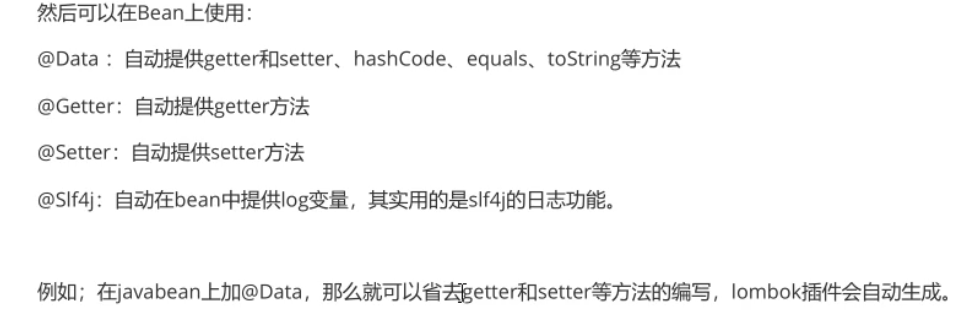 然后可以在Bean上使用：
@Data ：自动提供getter和setter、hashCode、equals、toString等方法
@Getter：自动提供getter方法
@Setter：自动提供setter方法
@Slf4j：自动在bean中提供log变量，其实用的是slf4j的日志功能。
例如；在javabean上加@Data，那么就可以省去getter和setter等方法的编写，lombok插件会自动生成。